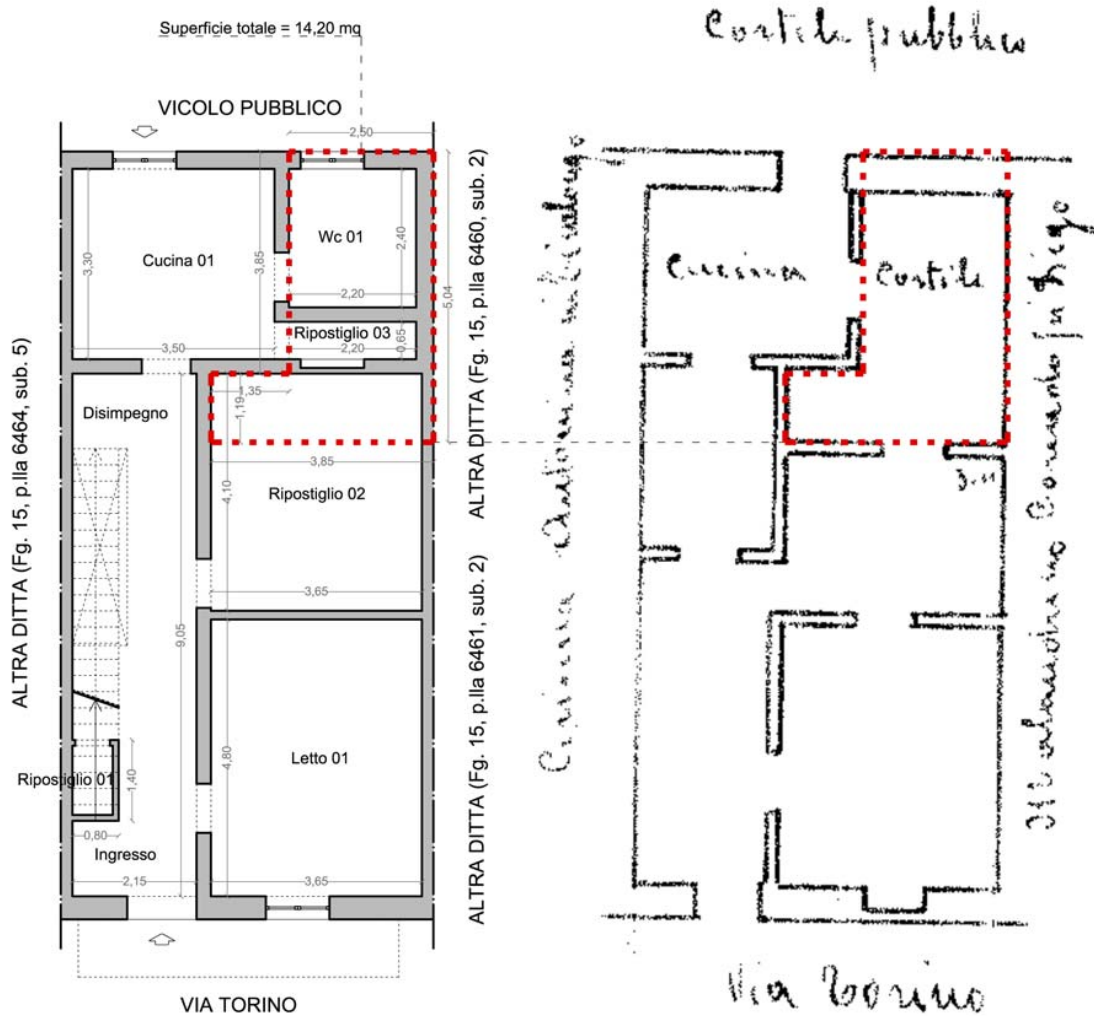 Superficie totale = 14,20 mq
VICOLO PUBBLICO
2,50
Wc 01
2,40
3,30
Cucina 01
3,85
2,20
5,04
Ripostiglio 03
3,50
2,20
0,65
Disimpegno
1,35
1,19
3,85
4,10
Ripostiglio 02
3,65
9,05
Letto 01
4,80
Ripostiglio 01
1,40
0,80
Ingresso
2,15
3,65
VIA TORINO
ALTRA DITTA (Fg. 15, p.lla 6464, sub. 5)
ALTRA DITTA (Fg. 15, p.lla 6460, sub. 2)
ALTRA DITTA (Fg. 15, p.lla 6461, sub. 2)
Cortile pubblico
Cucina
Cortile
Via Torino